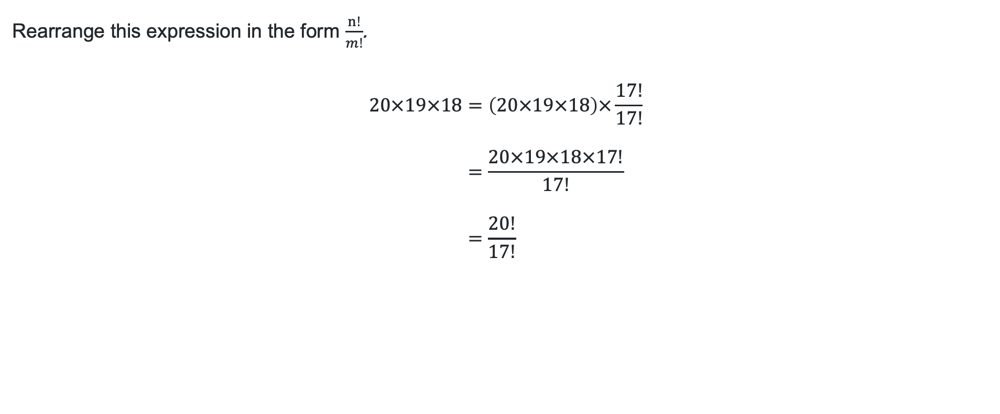 Rearrange this expression in the form n!/m!.
20×19×18 = (20×19×18)× 17!/17!
= 20×19×18×17!/17!
= 20!/17!